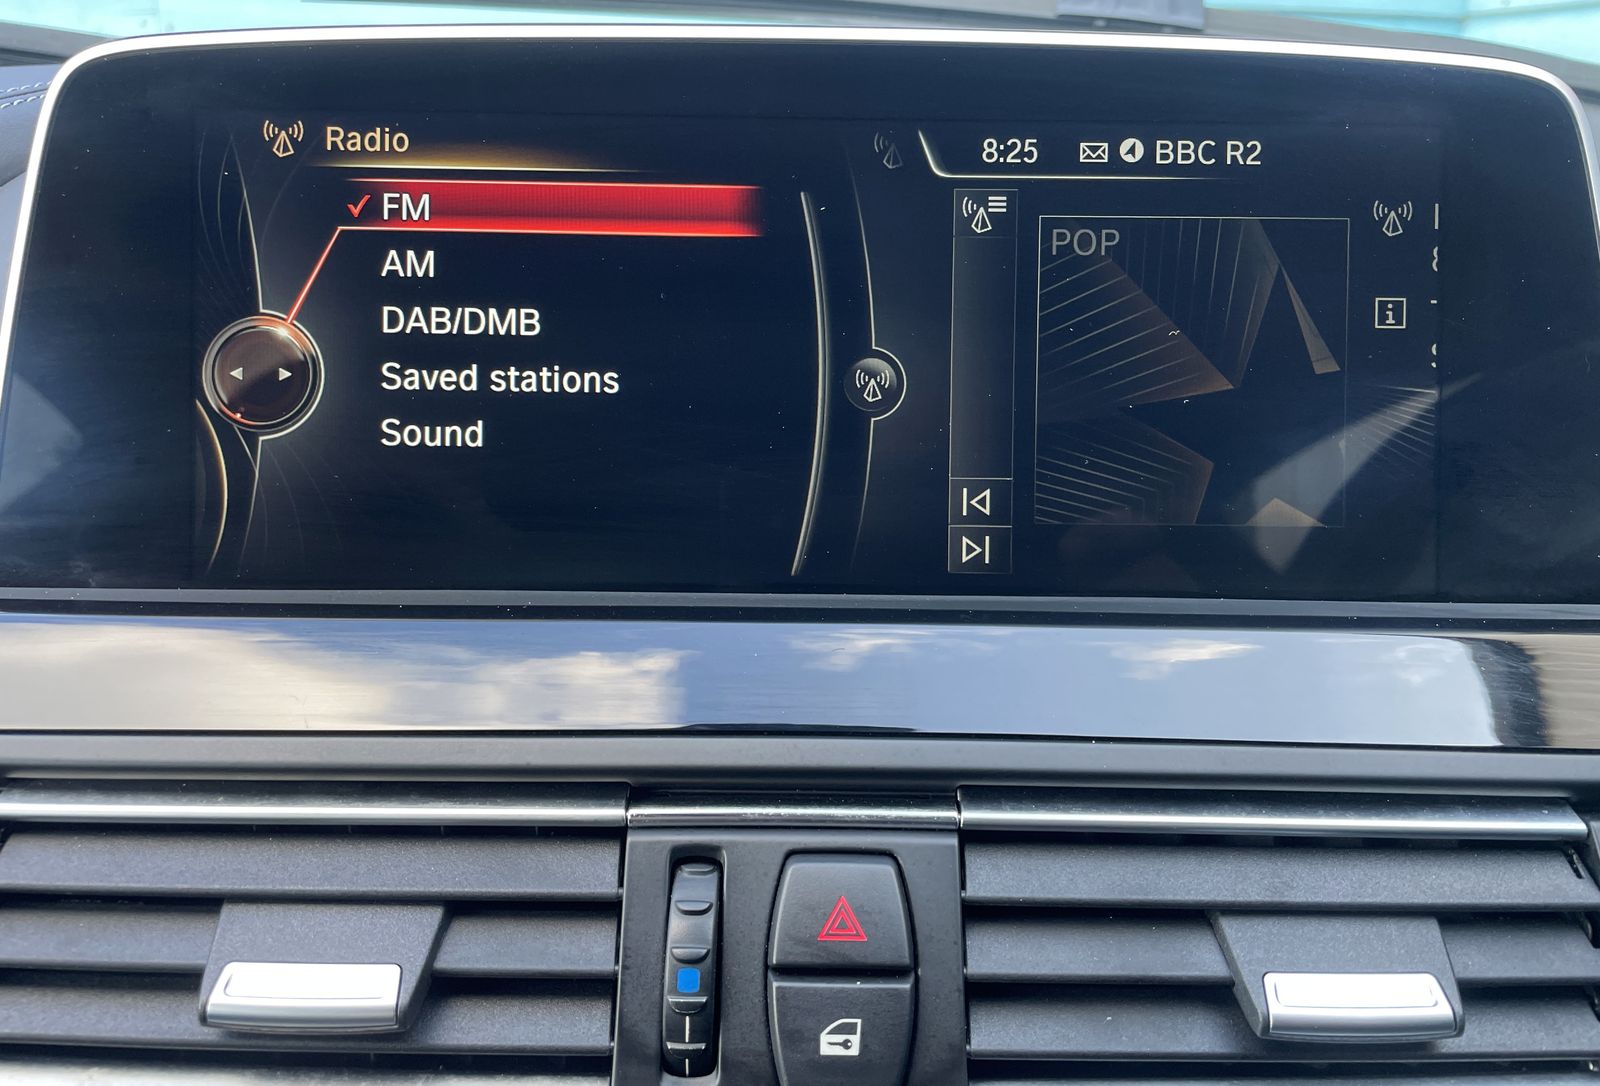 Radio
8:25 BBC R2
FM
AM
DAB/DMB
Saved stations
Sound
POP